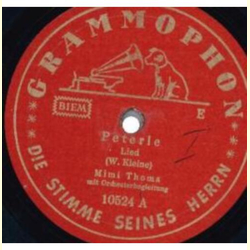 GRAMMOPHON
BIEM
E
Peterle
Lied
(W. Kleine)
I
Mimi Thoma
mit Orchesterbegleitung
10524 A
DIE STIMME SEINES HERRN